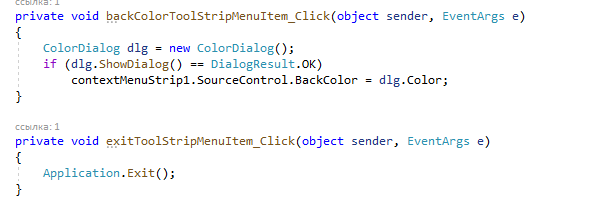 ссылка: 1
private void backColorToolStripMenuItem_Click(object sender, EventArgs e)
{
ColorDialog dlg = new ColorDialog();
if (dlg.ShowDialog() == DialogResult.OK)
contextMenuStrip1.SourceControl.BackColor = dlg.Color;
}
ссылка: 1
private void exitToolStripMenuItem_Click(object sender, EventArgs e)
{
Application.Exit();
}